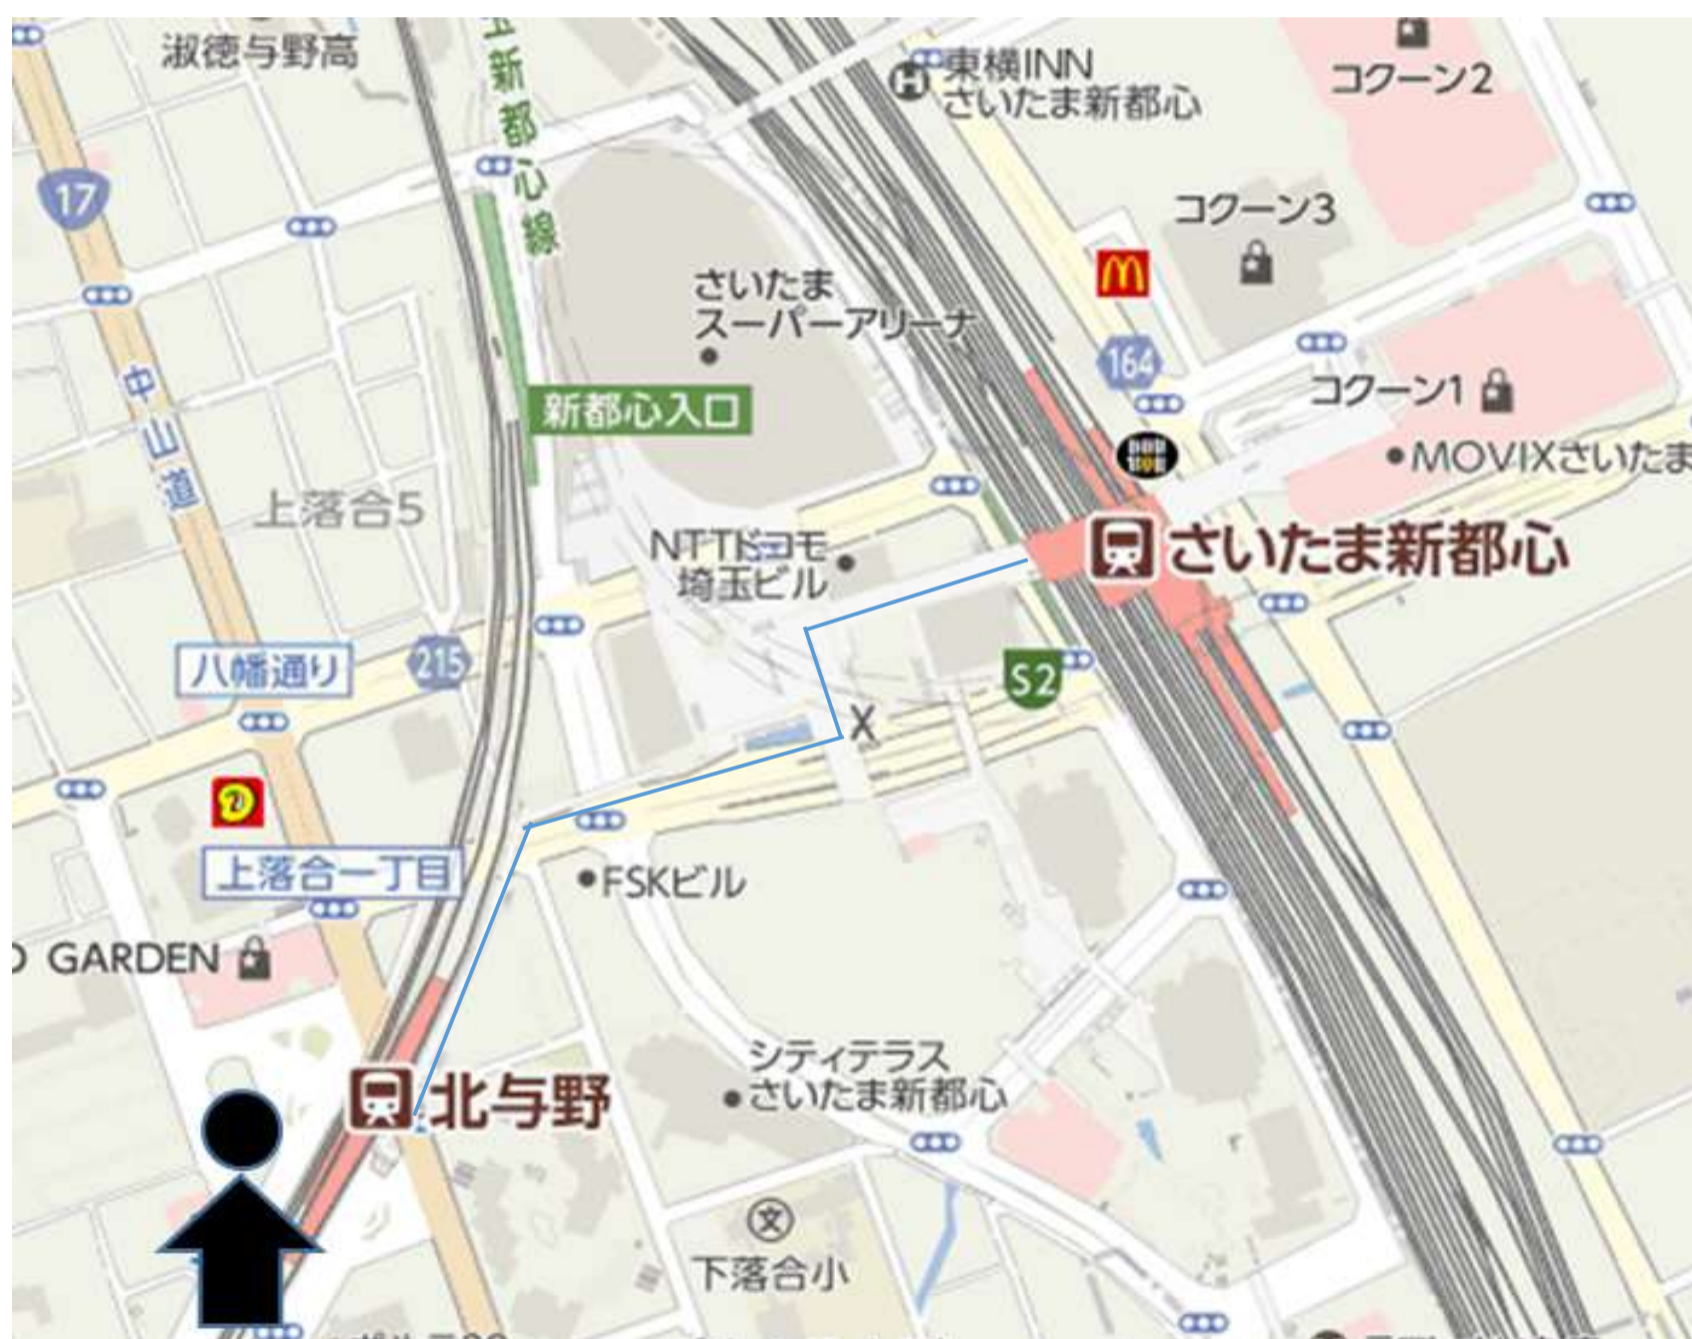 淑徳与野高
新都心線
東横INN
さいたま新都心
コクーン2
17
コクーン3
さいたま
スーパーアリーナ
164
中山道
新都心入口
コクーン1
MOVIXさいたま
上落合5
NTTドコモ
埼玉ビル
さいたま新都心
八幡通り
215
S2
X
上落合一丁目
FSKビル
GARDEN
シティテラス
さいたま新都心
北与野
文
下落合小